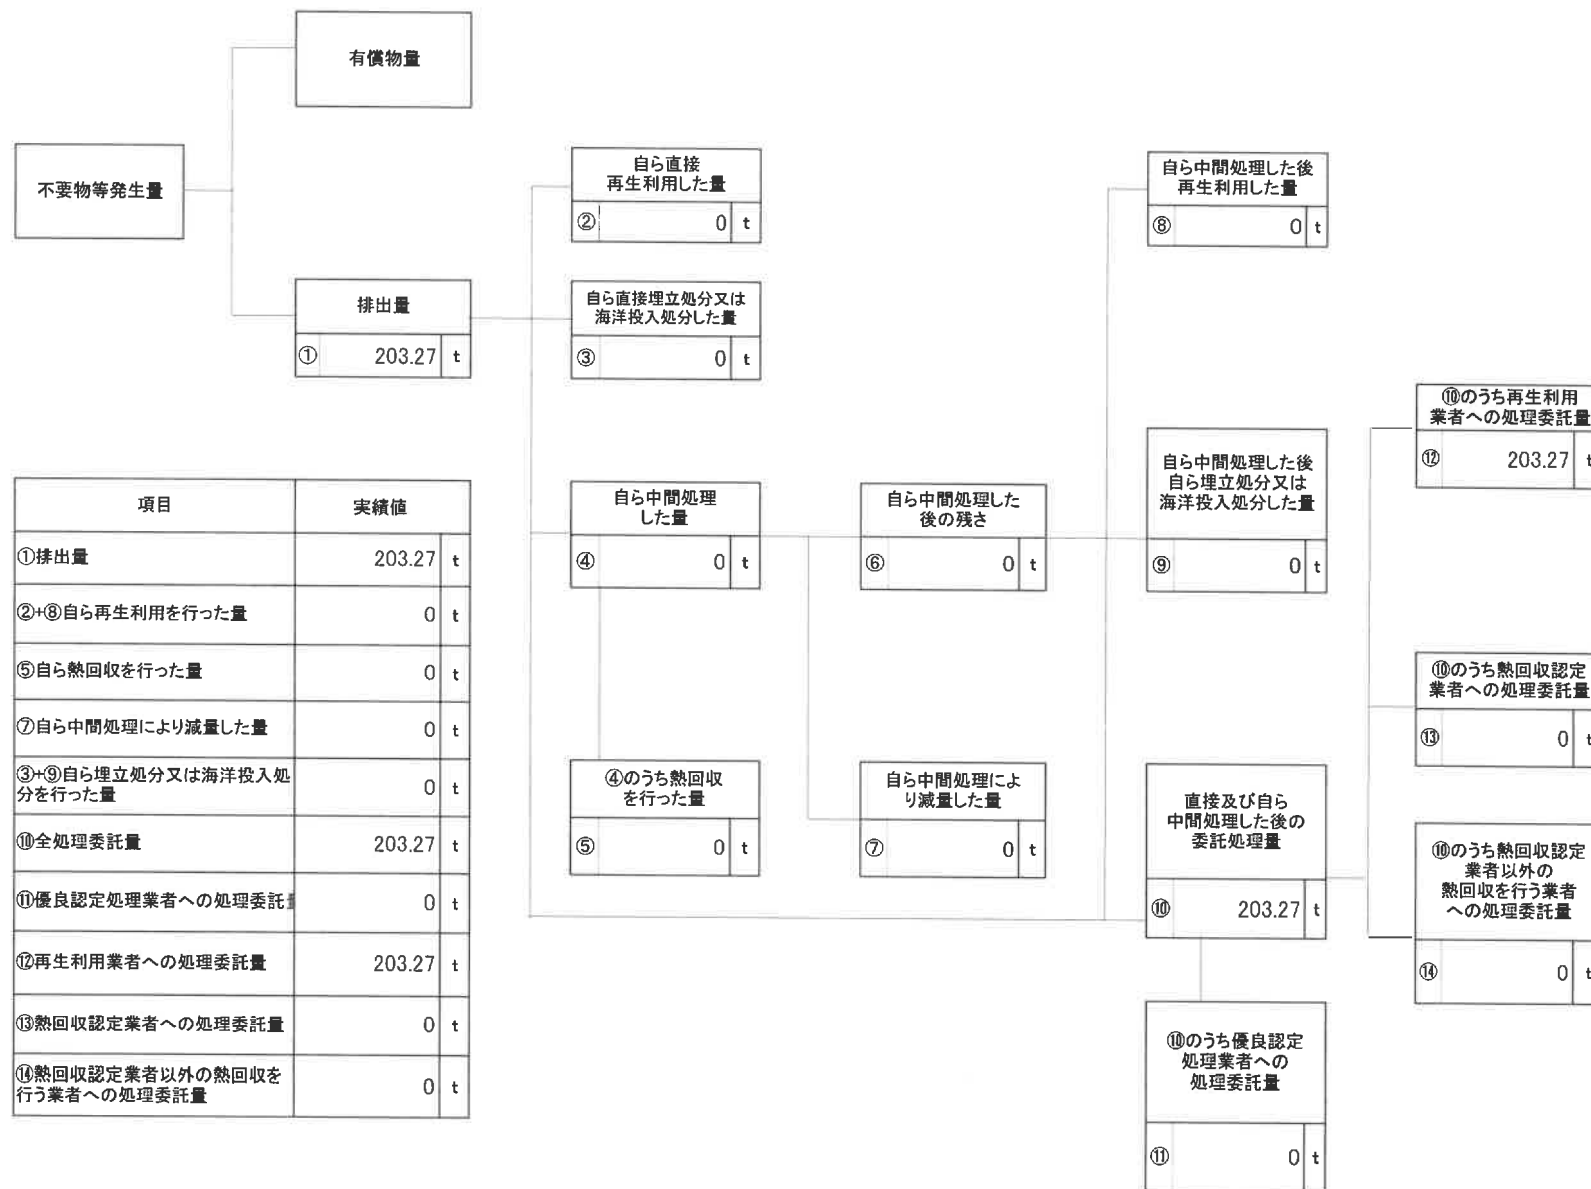 有償物量
不要物等発生量
排出量
① 203.27 t
自ら直接
再生利用した量
② 0 t
自ら直接埋立処分又は
海洋投入処分した量
③ 0 t
自ら中間処理した後
再生利用した量
⑧ 0 t
自ら中間処理
した量
④ 0 t
自ら中間処理した
後の残さ
⑥ 0 t
自ら中間処理した後
自ら埋立処分又は
海洋投入処分した量
⑨ 0 t
⑩のうち再生利用
業者への処理委託量
⑫ 203.27 t
④のうち熱回収
を行った量
⑤ 0 t
自ら中間処理によ
り減量した量
⑦ 0 t
直接及び自ら
中間処理した後の
委託処理量
⑩ 203.27 t
⑩のうち熱回収認定
業者への処理委託量
⑬ 0 t
⑩のうち熱回収認定
業者以外の
熱回収を行う業者
への処理委託量
⑭ 0 t
⑩のうち優良認定
処理業者への
処理委託量
⑪ 0 t
項目 実績値
①排出量 203.27 t
②+⑧自ら再生利用を行った量 0 t
⑤自ら熱回収を行った量 0 t
⑦自ら中間処理により減量した量 0 t
③+⑨自ら埋立処分又は海洋投入処
分を行った量 0 t
⑩全処理委託量 203.27 t
⑪優良認定処理業者への処理委託 0 t
⑫再生利用業者への処理委託量 203.27 t
⑬熱回収認定業者への処理委託量 0 t
⑭熱回収認定業者以外の熱回収を
行う業者への処理委託量 0 t